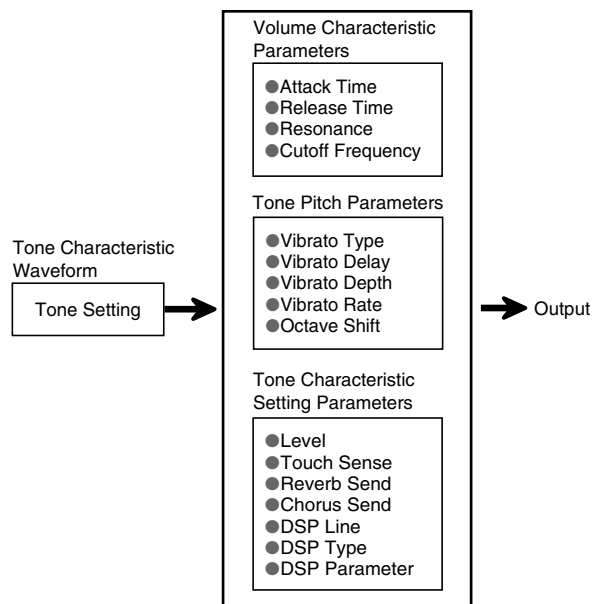 Volume Characteristic
Parameters
●Attack Time
●Release Time
●Resonance
●Cutoff Frequency
Tone Pitch Parameters
●Vibrato Type
●Vibrato Delay
●Vibrato Depth
●Vibrato Rate
●Octave Shift
Tone Characteristic
Waveform
Tone Setting
Output
Tone Characteristic
Setting Parameters
●Level
●Touch Sense
●Reverb Send
●Chorus Send
●DSP Line
●DSP Type
●DSP Parameter